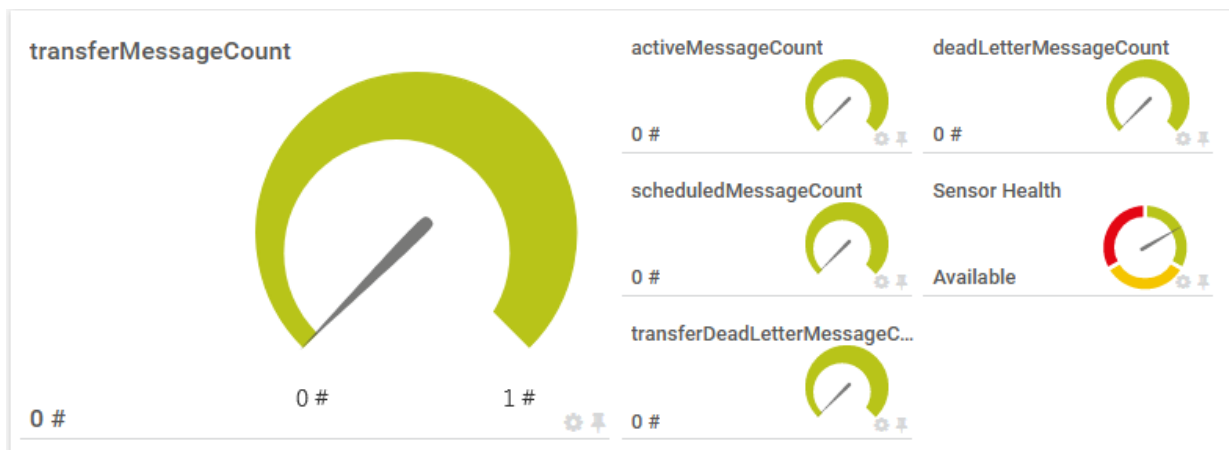 transferMessageCount
0 #
1 #
0 #
activeMessageCount
0 #
deadLetterMessageCount
0 #
scheduledMessageCount
0 #
Sensor Health
Available
transferDeadLetterMessageC...
0 #